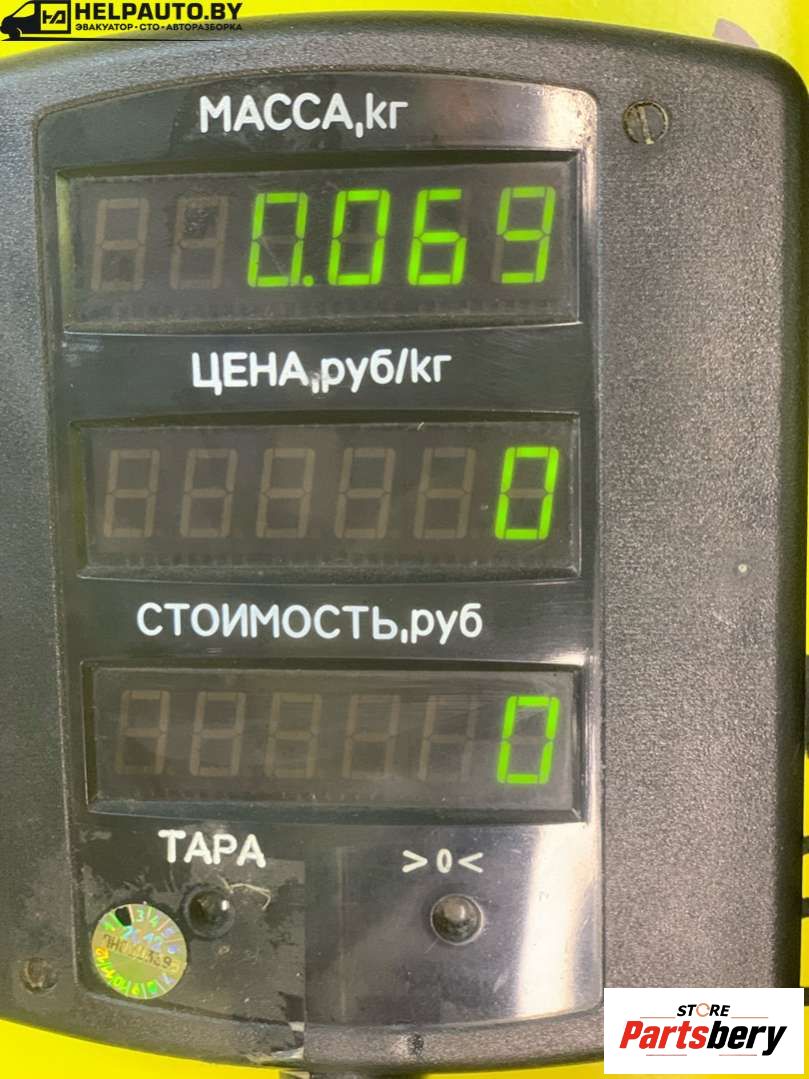 HELPAUTO.BY
ЭВАКУАТОР·СТО·АВТОРАЗБОРКА
МАССА,кг
0.069
ЦЕНА,руб/кг
0
СТОИМОСТЬ,руб
0
ТАРА >0<
STORE
Partsbery